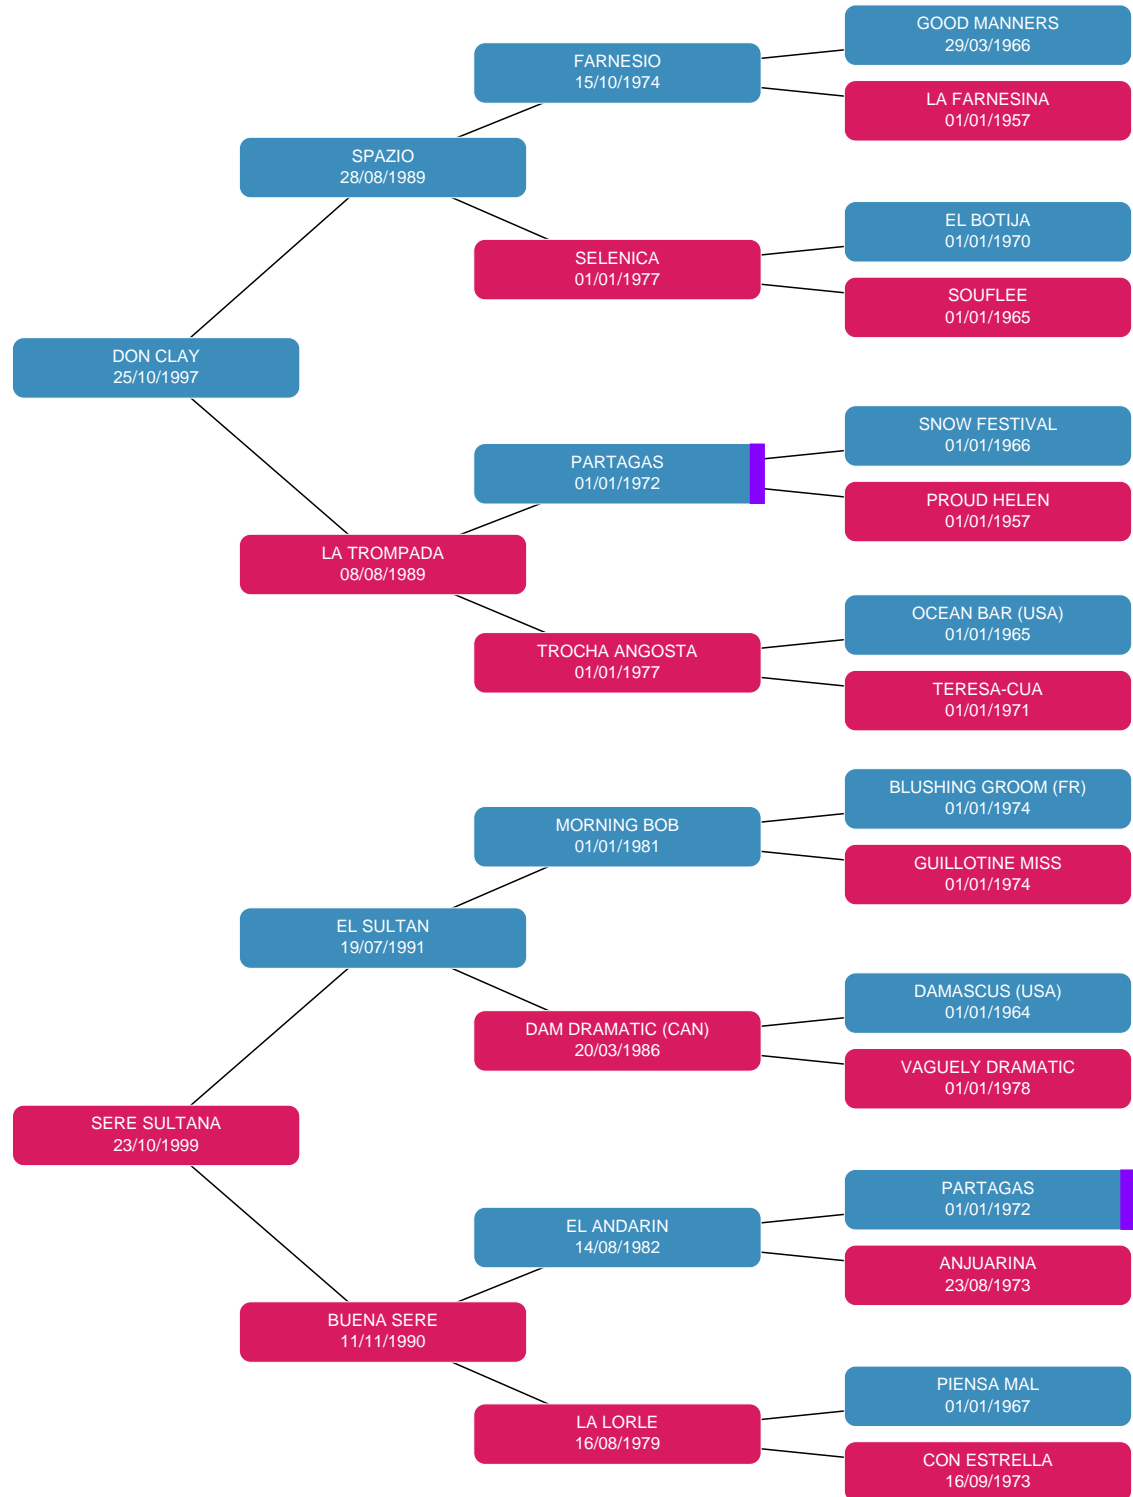 GOOD MANNERS
29/03/1966
FARNESIO
15/10/1974
LA FARNESINA
01/01/1957
SPAZIO
28/08/1989
EL BOTIJA
01/01/1970
SELENICA
01/01/1977
SOUFLEE
01/01/1965
DON CLAY
25/10/1997
SNOW FESTIVAL
01/01/1966
PARTAGAS
01/01/1972
PROUD HELEN
01/01/1957
LA TROMPADA
08/08/1989
OCEAN BAR (USA)
01/01/1965
TROCHA ANGOSTA
01/01/1977
TERESA-CUA
01/01/1971
BLUSHING GROOM (FR)
01/01/1974
MORNING BOB
01/01/1981
GUILLOTINE MISS
01/01/1974
EL SULTAN
19/07/1991
DAMASCUS (USA)
01/01/1964
DAM DRAMATIC (CAN)
20/03/1986
VAGUELY DRAMATIC
01/01/1978
SERE SULTANA
23/10/1999
PARTAGAS
01/01/1972
EL ANDARIN
14/08/1982
ANJUARINA
23/08/1973
BUENA SERE
11/11/1990
PIENSA MAL
01/01/1967
LA LORLE
16/08/1979
CON ESTRELLA
16/09/1973